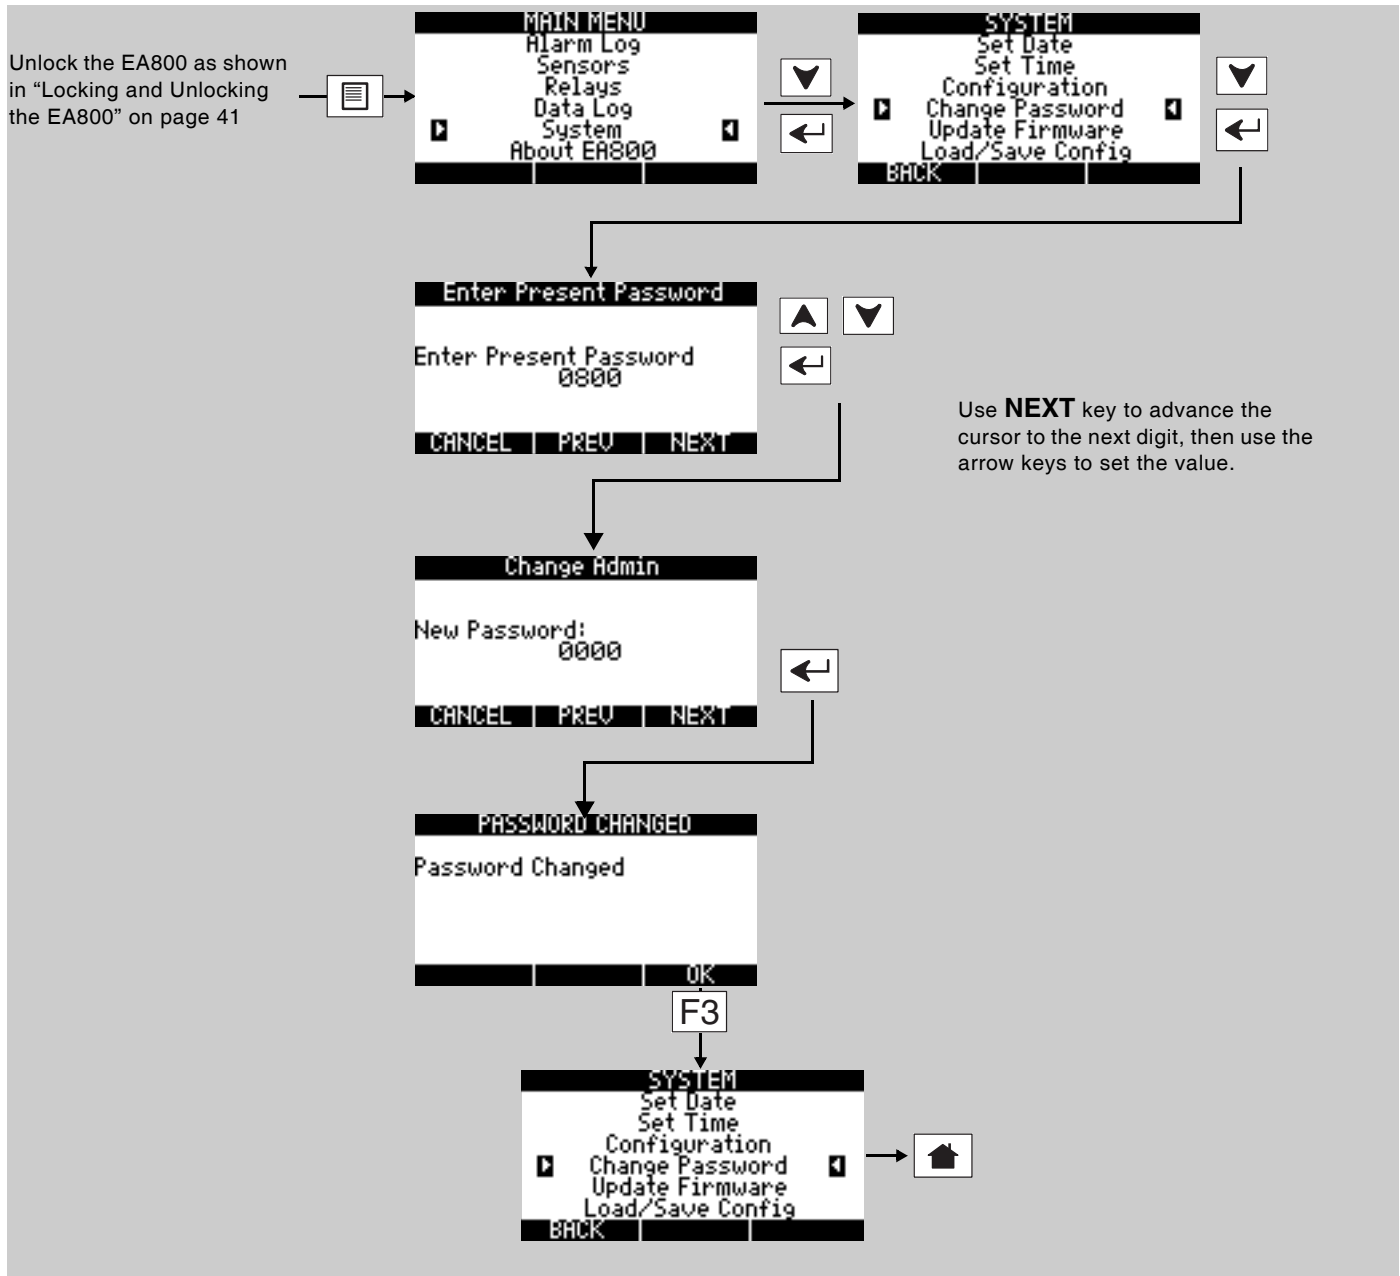 Unlock the EA800 as shown
in “Locking and Unlocking
the EA800” on page 41
MAIN MENU
Alarm Log
Sensors
Relays
Data Log
System
About EA800
SYSTEM
Set Date
Set Time
Configuration
Change Password
Update Firmware
Load/Save Config
BACK
Enter Present Password
Enter Present Password
0800
CANCEL | PREV | NEXT
Use NEXT key to advance the
cursor to the next digit, then use the
arrow keys to set the value.
Change Admin
New Password:
0000
CANCEL | PREV | NEXT
PASSWORD CHANGED
Password Changed
OK
F3
SYSTEM
Set Date
Set Time
Configuration
Change Password
Update Firmware
Load/Save Config
BACK